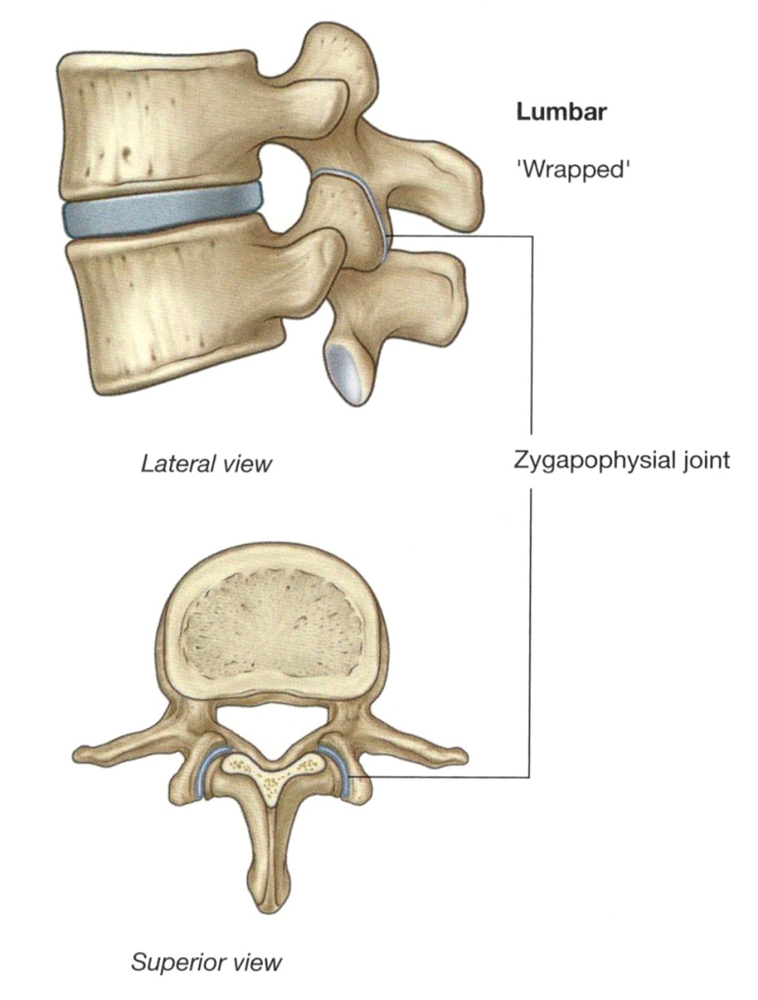 Lumbar
'Wrapped'
Lateral view
Zygapophysial joint
Superior view